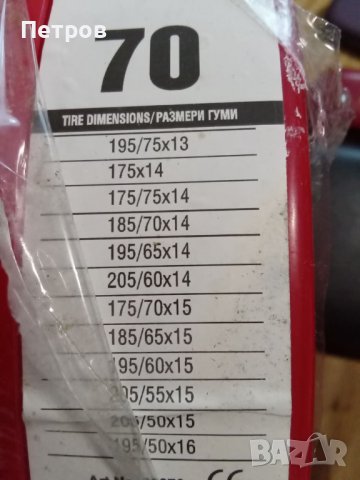 Петров
70
TIRE DIMENSIONS/РАЗМЕРИ ГУМИ
195/75x13
175x14
175/75x14
185/70x14
195/65x14
205/60x14
175/70x15
185/65x15
195/60x15
205/55x15
205/50x15
195/50x16
CE
BAZAR